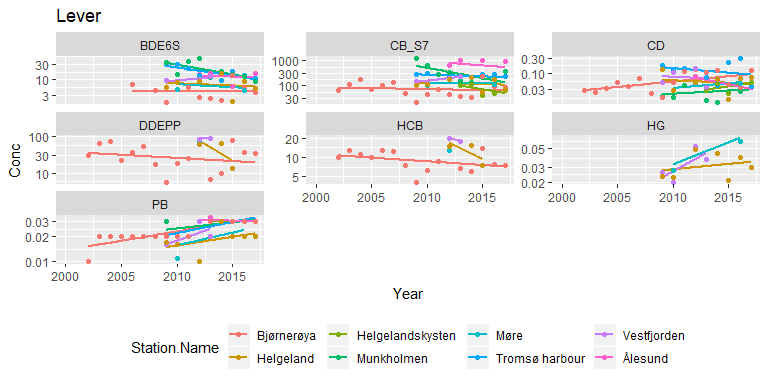 Lever
BDE6S CB_S7 CD
30
10
3
1000
300
100
30
0.30
0.10
0.03
DDEPP HCB HG
100
30
10
20
10
5
0.05
0.03
0.02
PB
0.03
0.02
0.01
2000 2005 2010 2015
2000 2005 2010 2015
2000 2005 2010 2015
Conc
Year
Station.Name
Bjørnerøya Helgelandskysten Møre Vestfjorden
Helgeland Munkholmen Tromsø harbour Ålesund